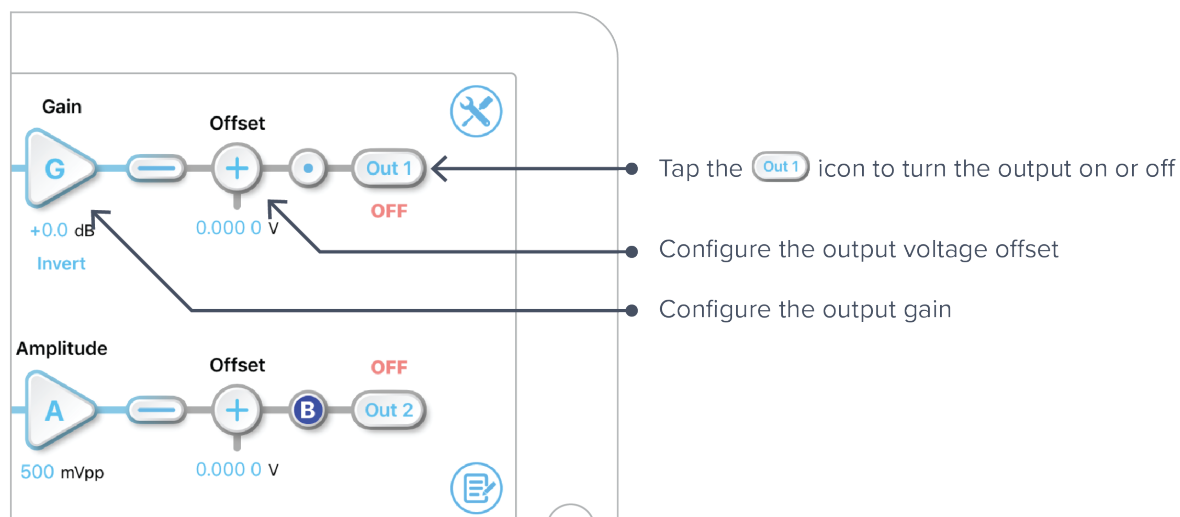 Gain
Offset
G
Out 1
Tap the Out 1 icon to turn the output on or off
+0.0 dB
0.000 0 V
OFF
Invert
Configure the output voltage offset
Configure the output gain
Amplitude
Offset
OFF
A
B
Out 2
500 mVpp
0.000 0 V